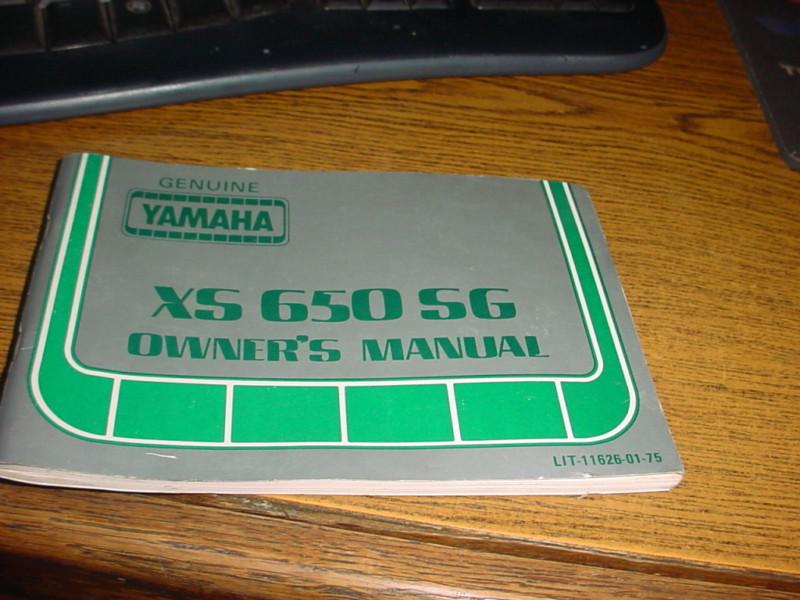 GENUINE
YAMAHA
XS 650 SG
OWNER'S MANUAL
LIT-11626-01-75